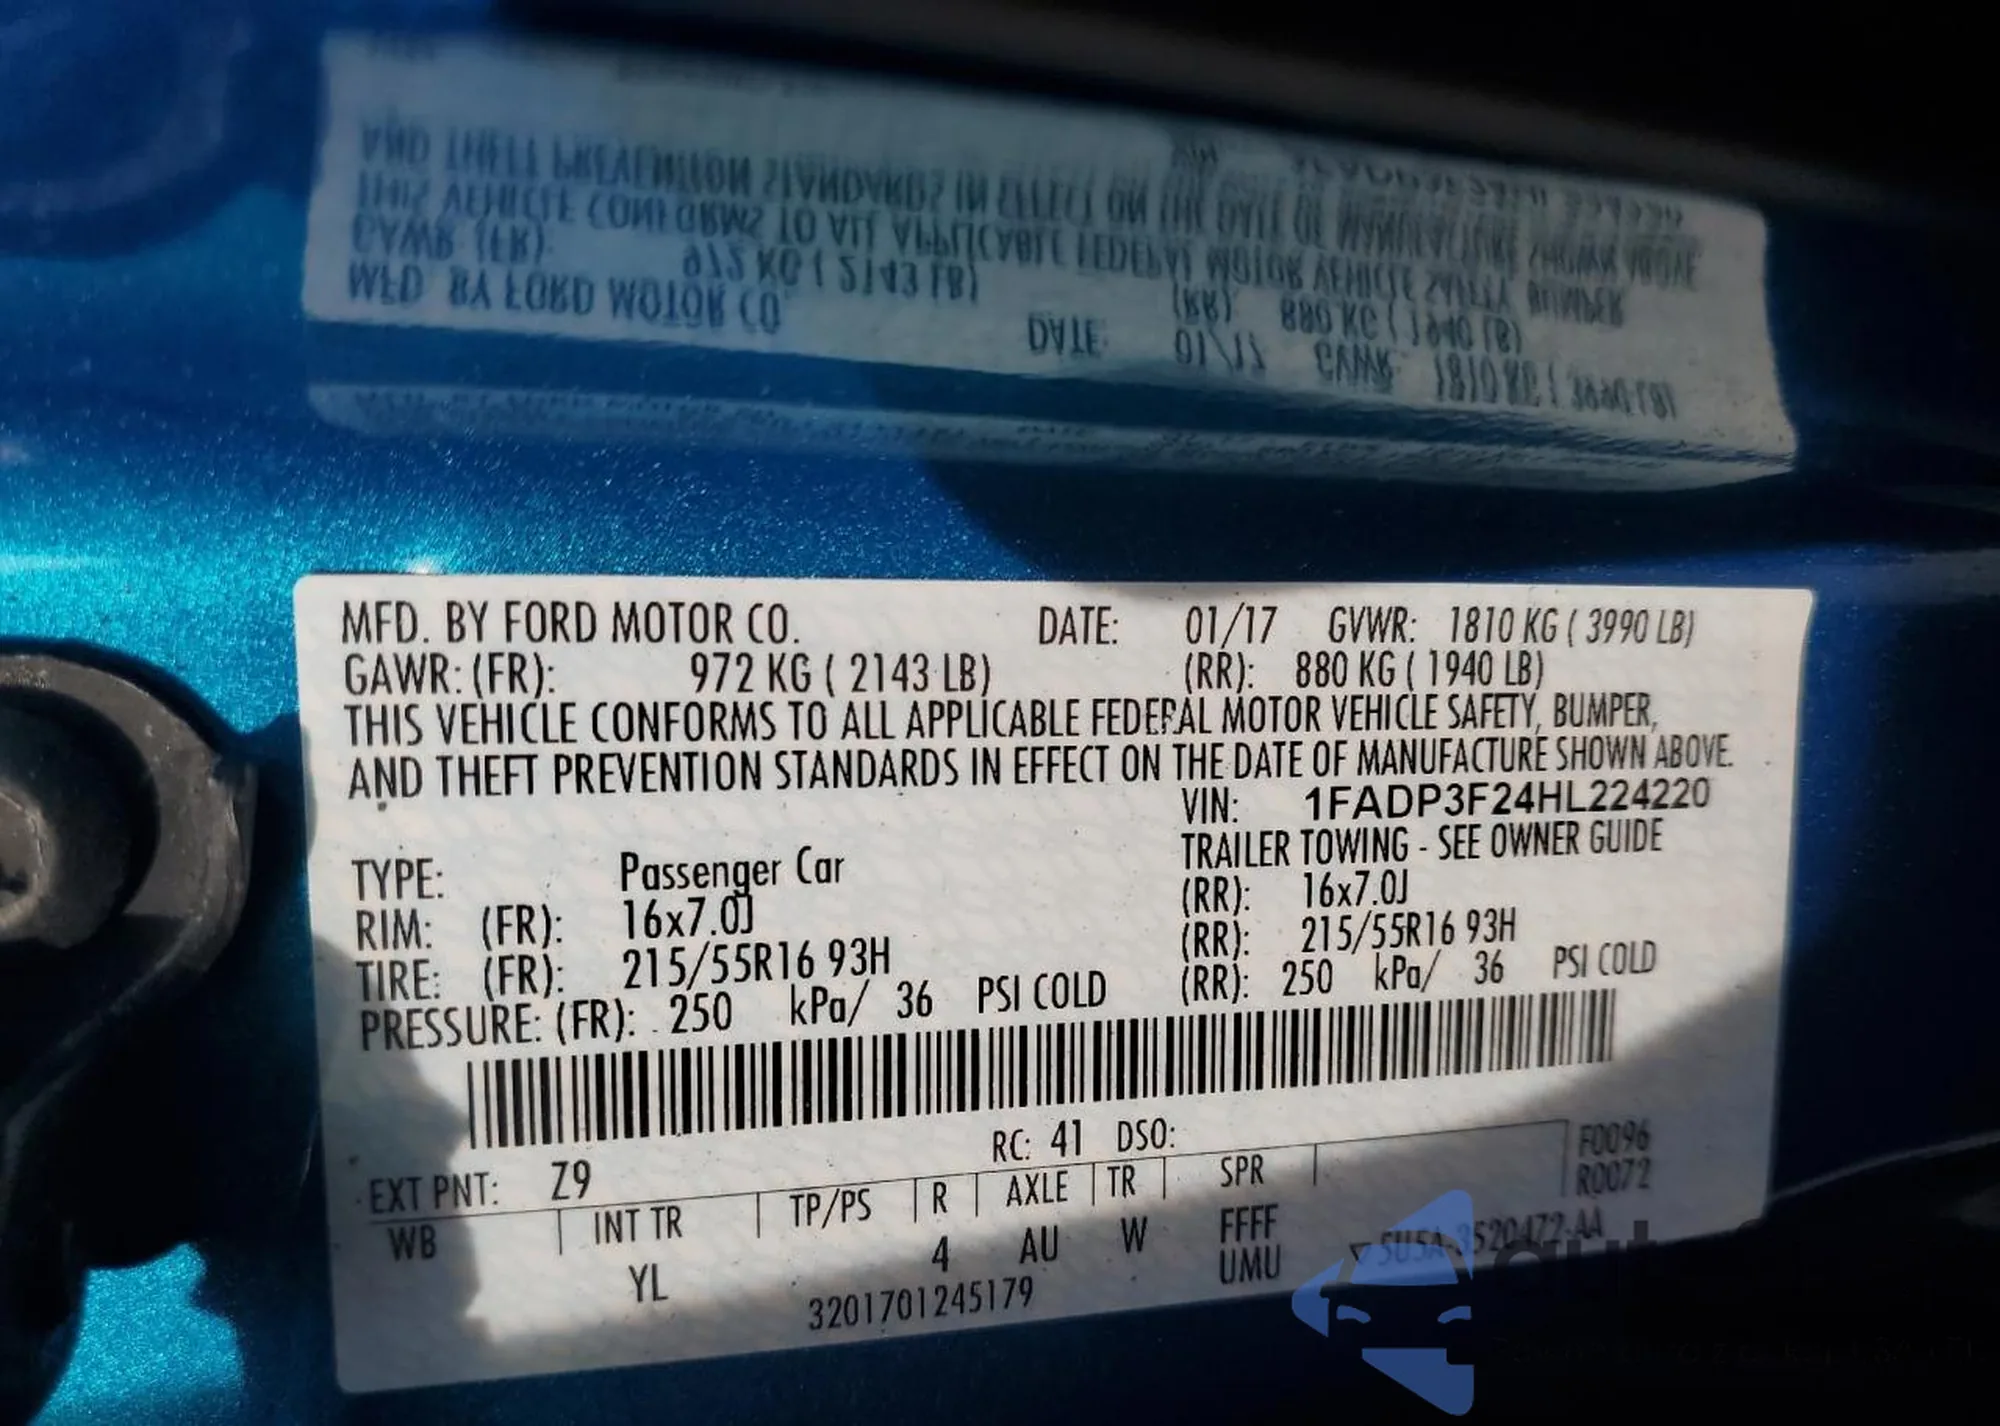 MFD. BY FORD MOTOR CO. DATE: 01/17 GVWR: 1810 KG ( 3990 LB)
GAWR: (FR): 972 KG ( 2143 LB) (RR): 880 KG ( 1940 LB)
THIS VEHICLE CONFORMS TO ALL APPLICABLE FEDERAL MOTOR VEHICLE SAFETY, BUMPER,
AND THEFT PREVENTION STANDARDS IN EFFECT ON THE DATE OF MANUFACTURE SHOWN ABOVE.
VIN: 1FADP3F24HL224220
TYPE: Passenger Car TRAILER TOWING - SEE OWNER GUIDE
RIM: (FR): 16x7.0J (RR): 16x7.0J
TIRE: (FR): 215/55R16 93H (RR): 215/55R16 93H
PRESSURE: (FR): 250 kPa/ 36 PSI COLD (RR): 250 kPa/ 36 PSI COLD
RC: 41 DSO:
EXT PNT: Z9 F0096
WB INT TR TP/PS R AXLE TR SPR R0072
YL 4 AU W FFFF
UMU 5U5A-3520472-AA
3201701245179